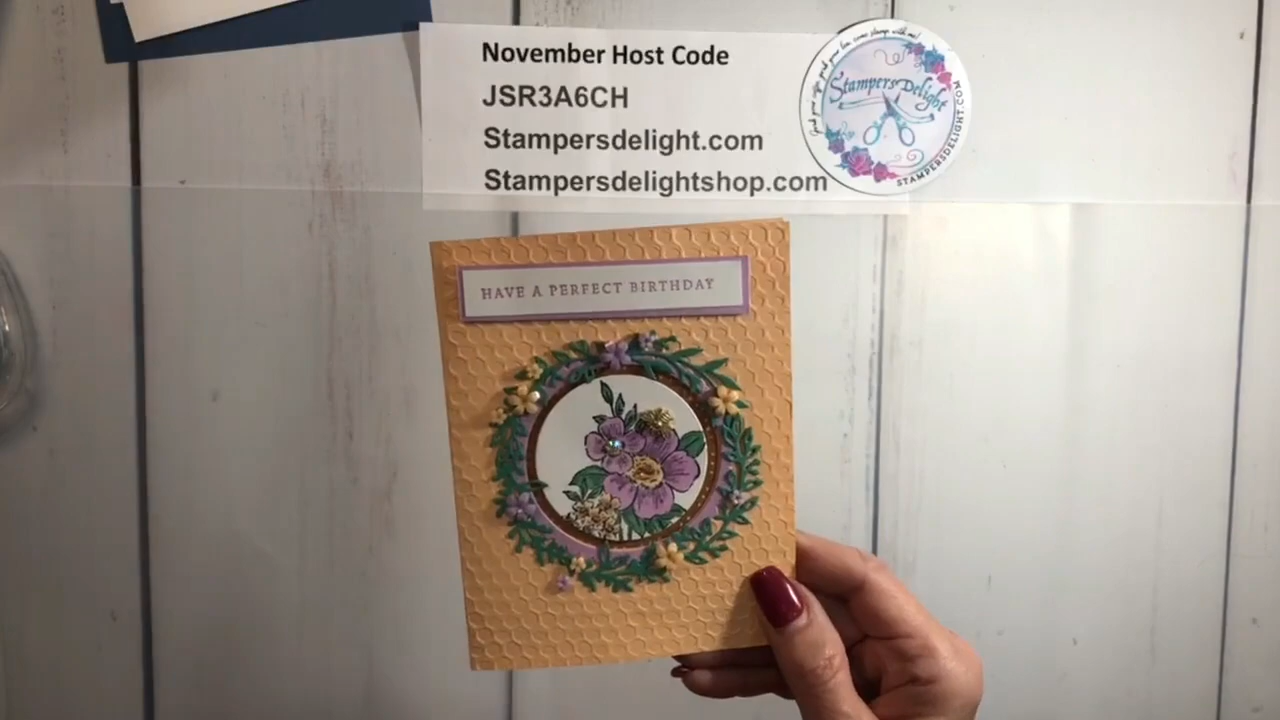 November Host Code
JSR3A6CH
Stampersdelight.com
Stampersdelightshop.com
Stampers Delight
STAMPERSDELIGHT.COM
HAVE A PERFECT BIRTHDAY